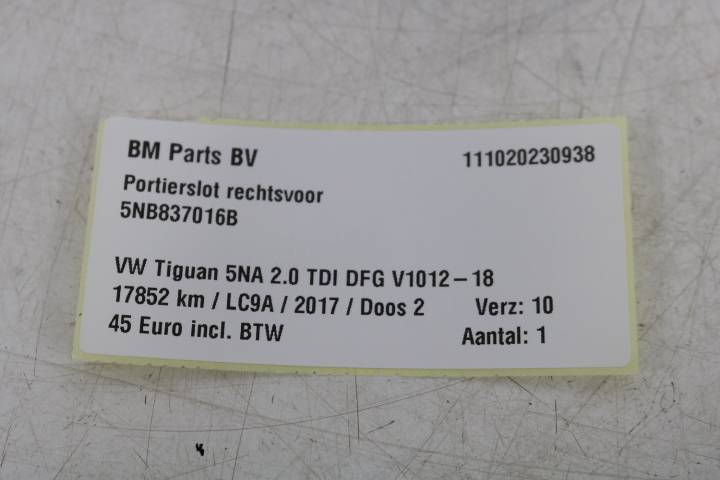 BM Parts BV 111020230938
Portierslot rechtsvoor
5NB837016B
VW Tiguan 5NA 2.0 TDI DFG V1012-18
17852 km / LC9A / 2017 / Doos 2 Verz: 10
45 Euro incl. BTW Aantal: 1